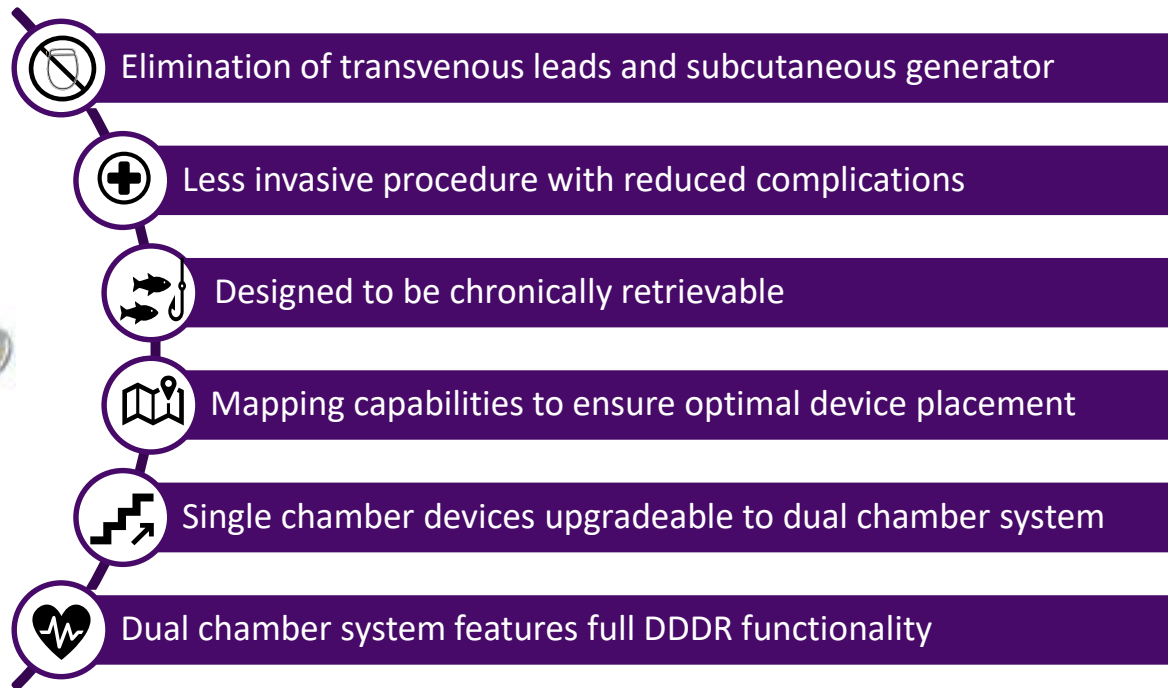 Elimination of transvenous leads and subcutaneous generator
Less invasive procedure with reduced complications
Designed to be chronically retrievable
Mapping capabilities to ensure optimal device placement
Single chamber devices upgradeable to dual chamber system
Dual chamber system features full DDDR functionality